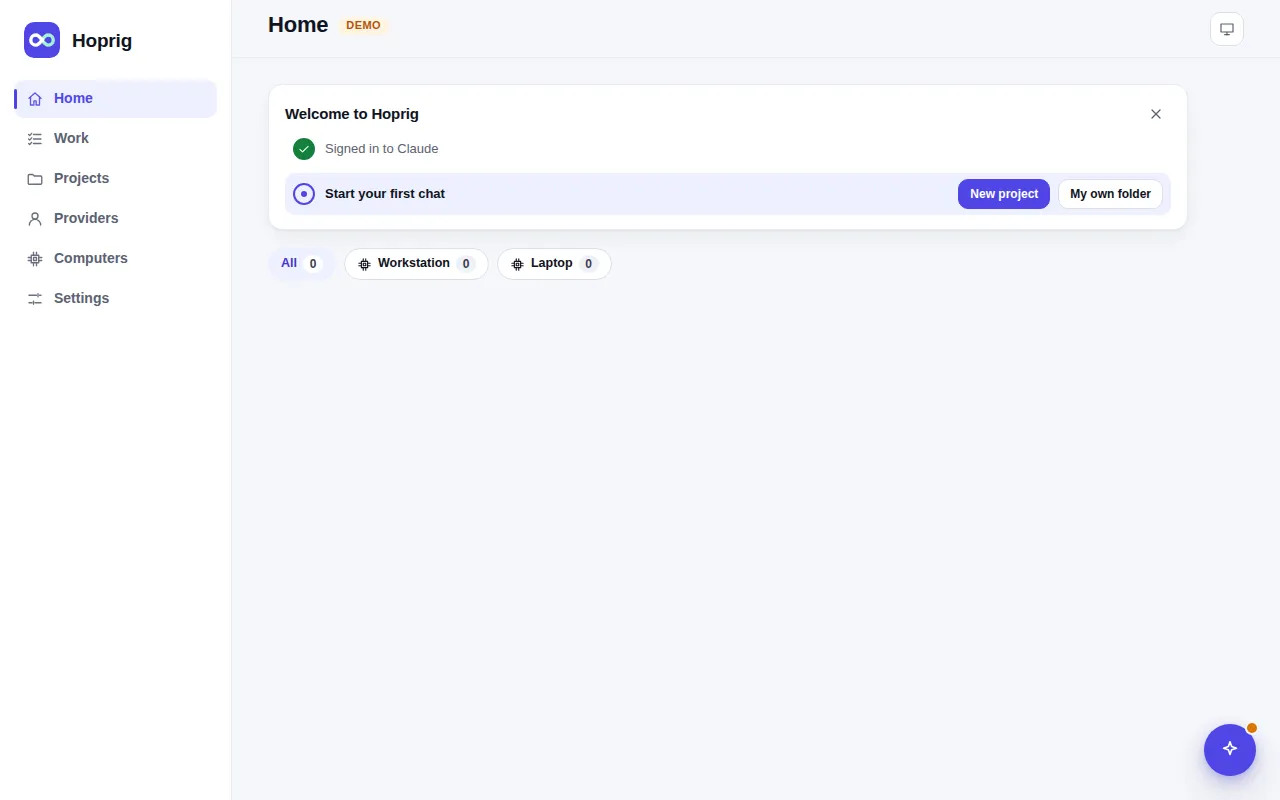 Hoprig
Home
Work
Projects
Providers
Computers
Settings
Home DEMO
Welcome to Hoprig
Signed in to Claude
Start your first chat New project My own folder
All 0 Workstation 0 Laptop 0